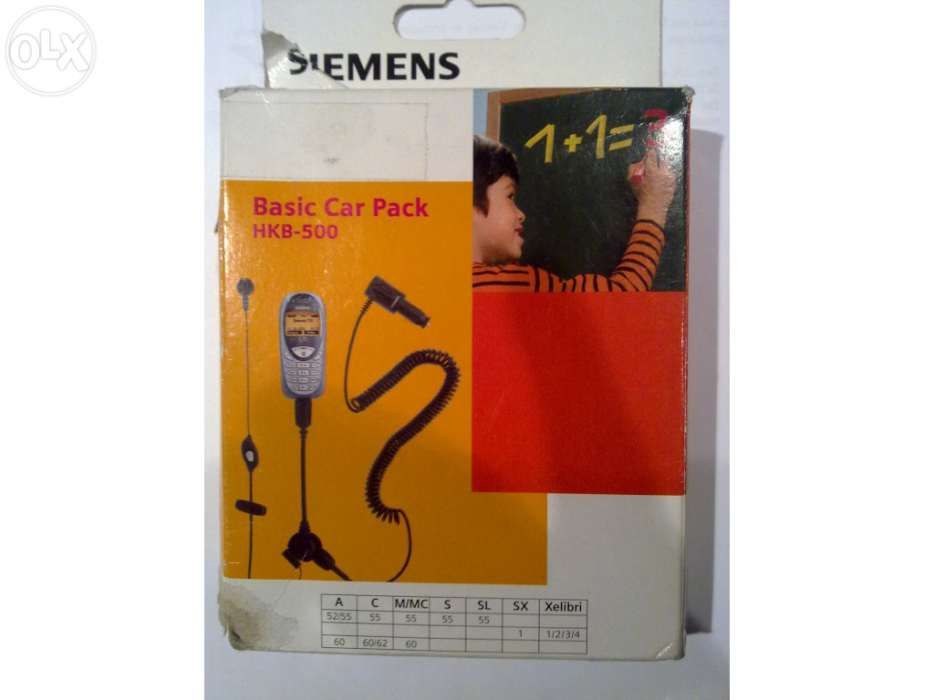 OLX
SIEMENS
1+1=?
Basic Car Pack
HKB-500
A C M/MC S SL SX Xelibri
52/55 55 55 55 55
1 1/2/3/4
60 60/62 60